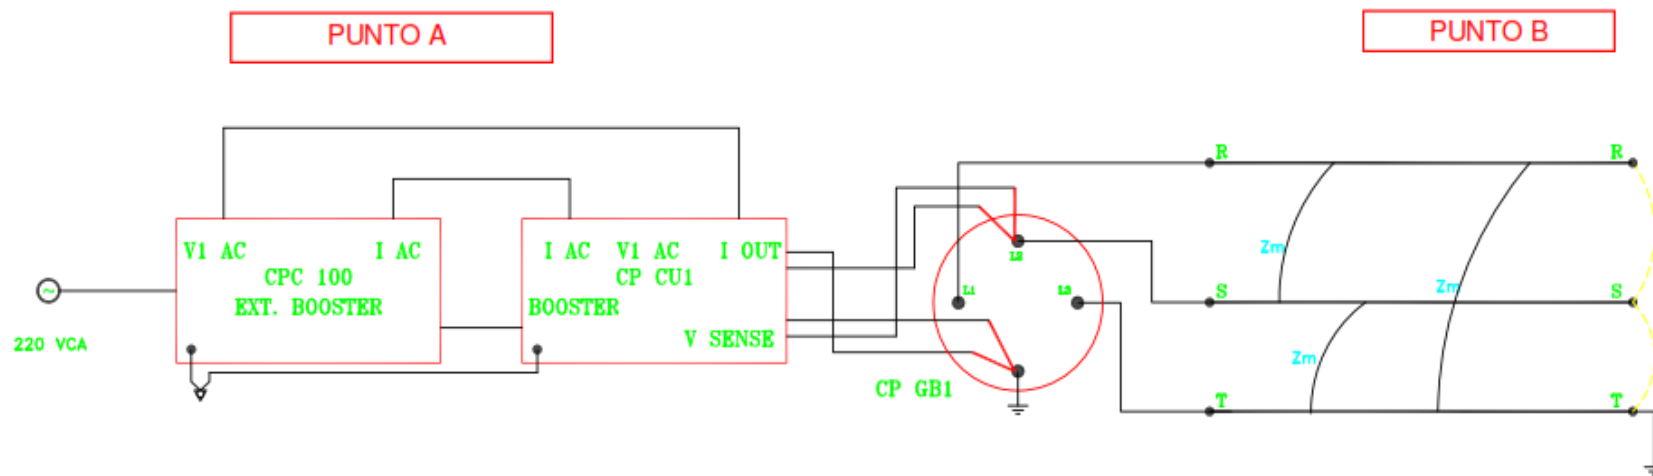 PUNTO A
PUNTO B
R
R
V1 AC
I AC
CPC 100
EXT. BOOSTER
I AC
V1 AC
I OUT
CP CU1
BOOSTER
V SENSE
220 VCA
~
L2
L1
L3
CP GB1
Zm
Zm
Zm
S
S
T
T